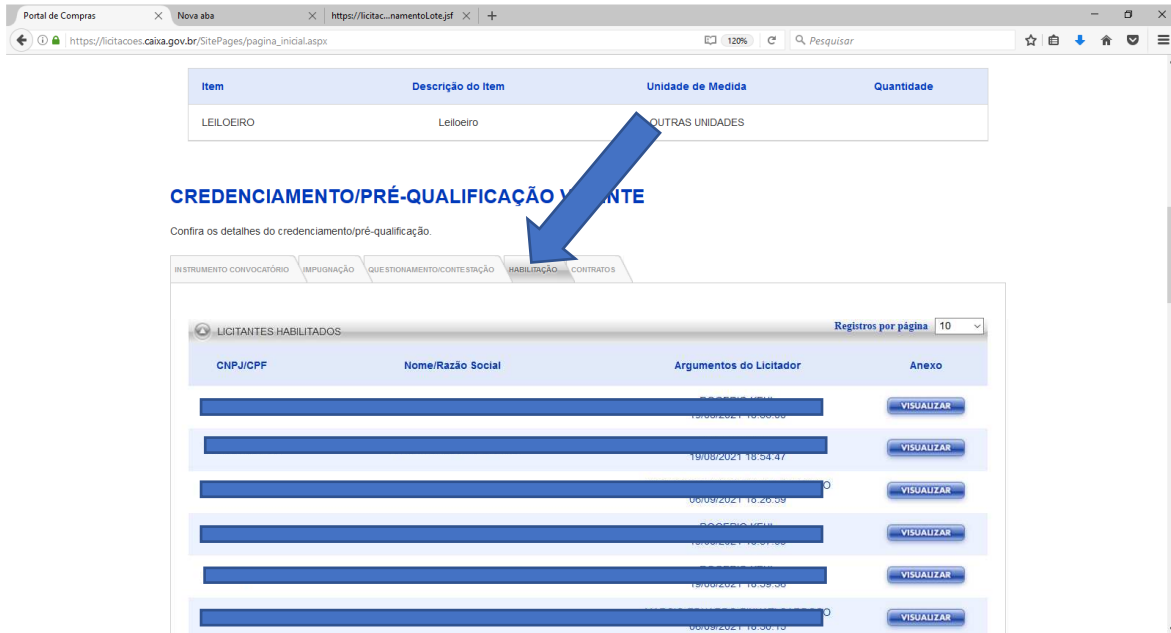 Portal de Compras
Nova aba
https://licitac...namentoLote.jsf
https://licitacoes.caixa.gov.br/SitePages/pagina_inicial.aspx
120%
Pesquisar
Item Descrição do Item Unidade de Medida Quantidade
LEILOEIRO Leiloeiro OUTRAS UNIDADES
CREDENCIAMENTO/PRÉ-QUALIFICAÇÃO
Confira os detalhes do credenciamento/pré-qualificação.
INSTRUMENTO CONVOCATÓRIO IMPUGNAÇÃO QUESTIONAMENTO/CONTESTAÇÃO HABILITAÇÃO CONTRATOS
LICITANTES HABILITADOS
Registros por página 10
CNPJ/CPF Nome/Razão Social Argumentos do Licitador Anexo
VISUALIZAR
VISUALIZAR
19/08/2021 18:54:47
VISUALIZAR
06/09/2021 18:26:59
VISUALIZAR
VISUALIZAR
VISUALIZAR